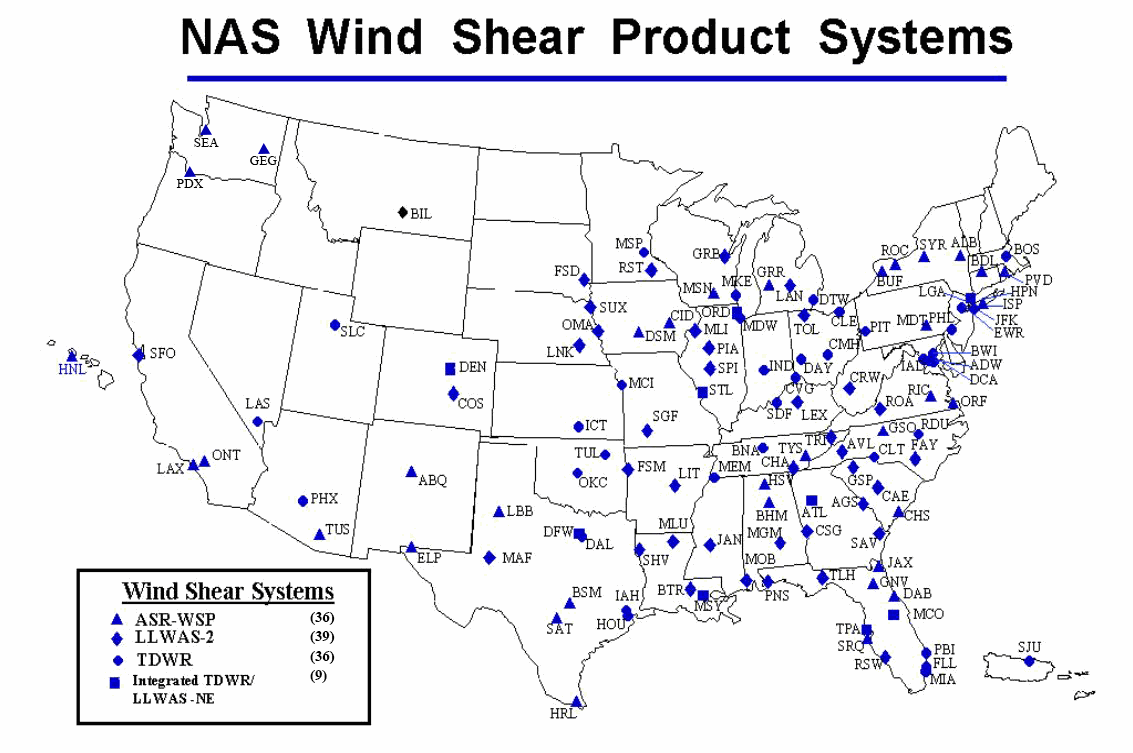 NAS Wind Shear Product Systems
SEA
GEG
PDX
BIL
MSP
RST
GRB
FSD
SUX
MSN
MKE
GRR
LAN
DTW
ROC
SYR
ALB
BOS
BUF
BDL
PVD
LGA
HPN
ISP
JFK
EWR
SLC
OMA
DSM
CID
ORD
MDW
MLI
TOL
CLE
PIT
MDT
PHL
SFO
HNL
DEN
COS
LNK
PIA
SPI
STL
IND
DAY
CMH
CVG
IAD
BWI
ADW
DCA
LAS
MCI
ICT
SGF
SDF
LEX
CRW
ROA
RIC
ORF
LAX
ONT
ABQ
TUL
OKC
FSM
LIT
MEM
BNA
TYS
TRI
CHA
AVL
GSO
RDU
CLT
FAY
PHX
TUS
ELP
LBB
MAF
DFW
DAL
MLU
SHV
JAN
HSV
BHM
MGM
ATL
CSG
GSP
AGS
CAE
CHS
SAV
BSM
SAT
IAH
HOU
HRL
BTR
MSY
MOB
PNS
TLH
JAX
GNV
DAB
MCO
TPA
SRQ
RSW
PBI
FLL
MIA
SJU
Wind Shear Systems
ASR-WSP (36)
LLWAS-2 (39)
TDWR (36)
Integrated TDWR/ (9)
LLWAS -NE